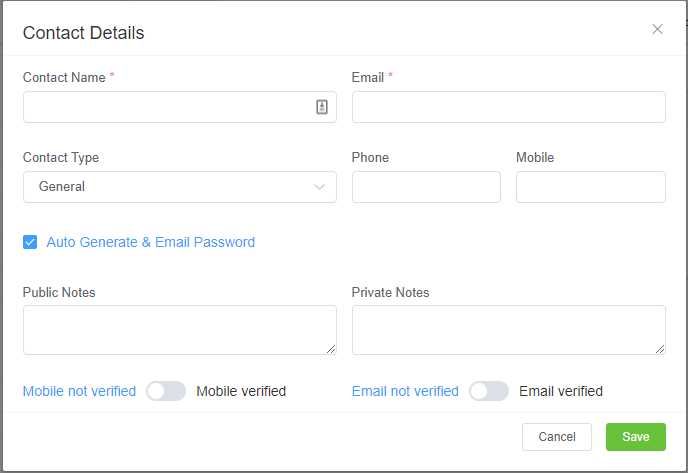 Contact Details
Contact Name * Email *
Contact Type Phone Mobile
General
Auto Generate & Email Password
Public Notes Private Notes
Mobile not verified Mobile verified Email not verified Email verified
Cancel Save